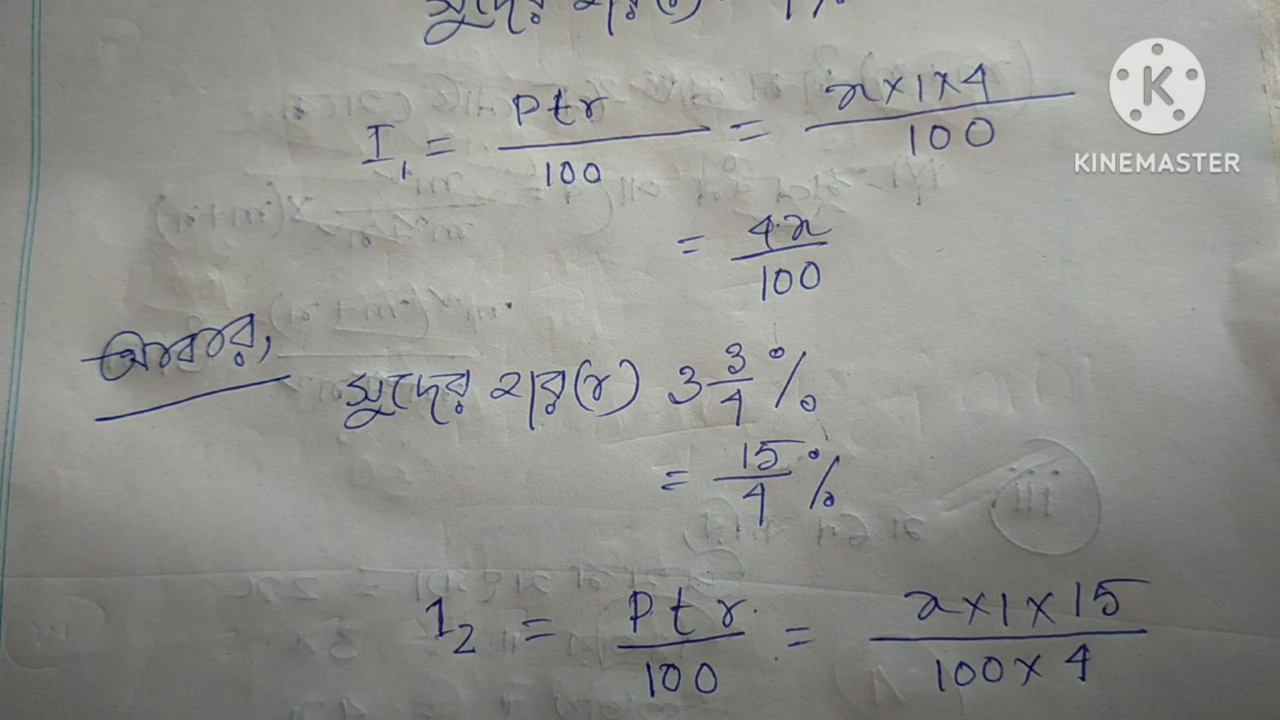 সুদের হার(r) = 4%
I₁ = Ptr/100 = x×1×4/100
= 4x/100
আবার,
সুদের হার(r) 3 3/4 %
= 15/4 %
I₂ = Ptr/100 = x×1×15/100×4
KINEMASTER